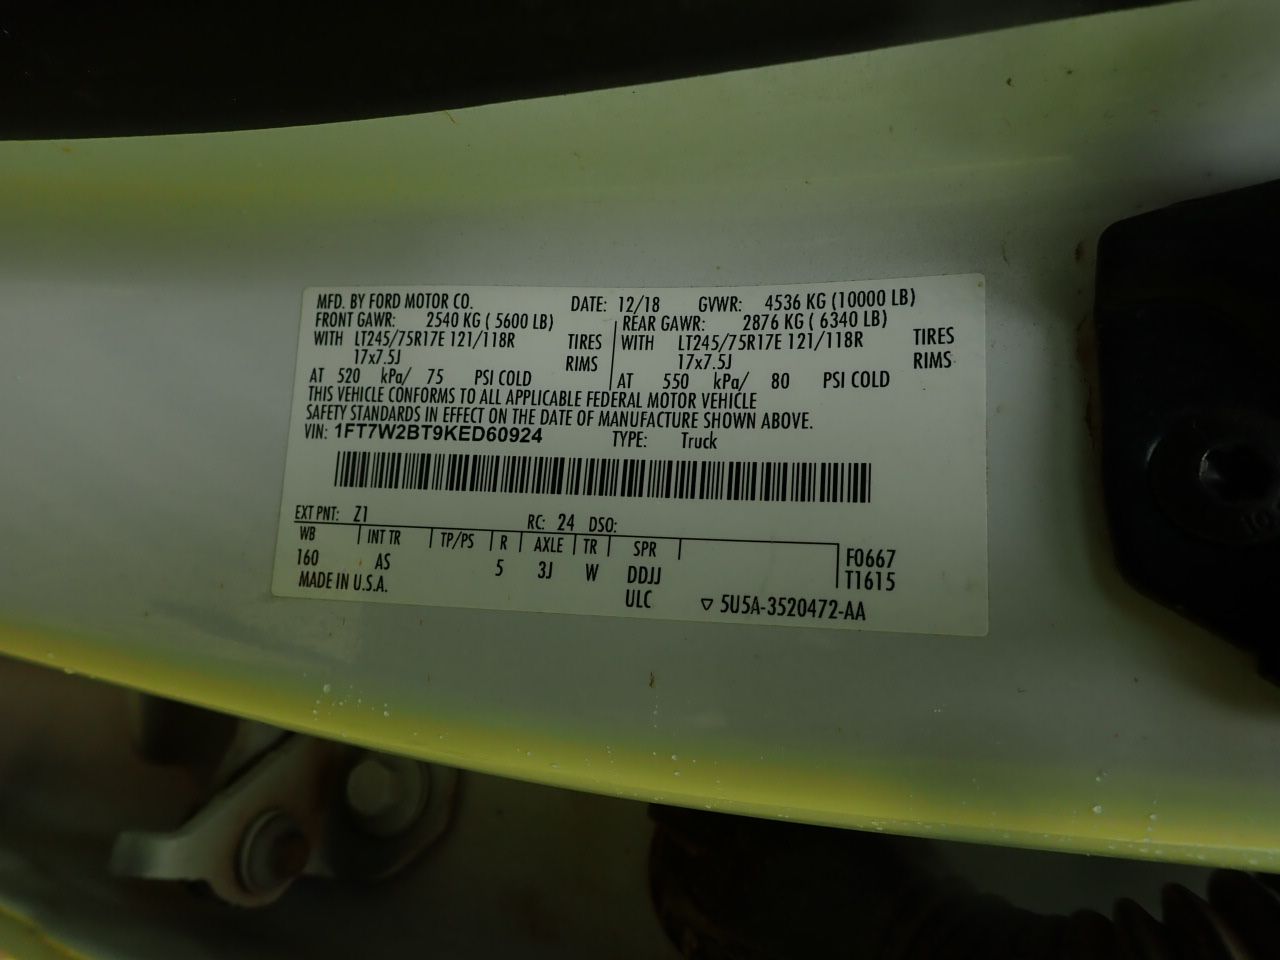 MFD. BY FORD MOTOR CO. DATE: 12/18 GVWR: 4536 KG (10000 LB)
FRONT GAWR: 2540 KG ( 5600 LB) REAR GAWR: 2876 KG ( 6340 LB)
WITH LT245/75R17E 121/118R TIRES WITH LT245/75R17E 121/118R TIRES
17x7.5J RIMS 17x7.5J RIMS
AT 520 kPa/ 75 PSI COLD AT 550 kPa/ 80 PSI COLD
THIS VEHICLE CONFORMS TO ALL APPLICABLE FEDERAL MOTOR VEHICLE
SAFETY STANDARDS IN EFFECT ON THE DATE OF MANUFACTURE SHOWN ABOVE.
VIN: 1FT7W2BT9KED60924 TYPE: Truck
EXT PNT: Z1 RC: 24 DSO:
WB INT TR TP/PS R AXLE TR SPR F0667
160 AS 5 3J W DDJJ T1615
MADE IN U.S.A. ULC ▽ 5U5A-3520472-AA